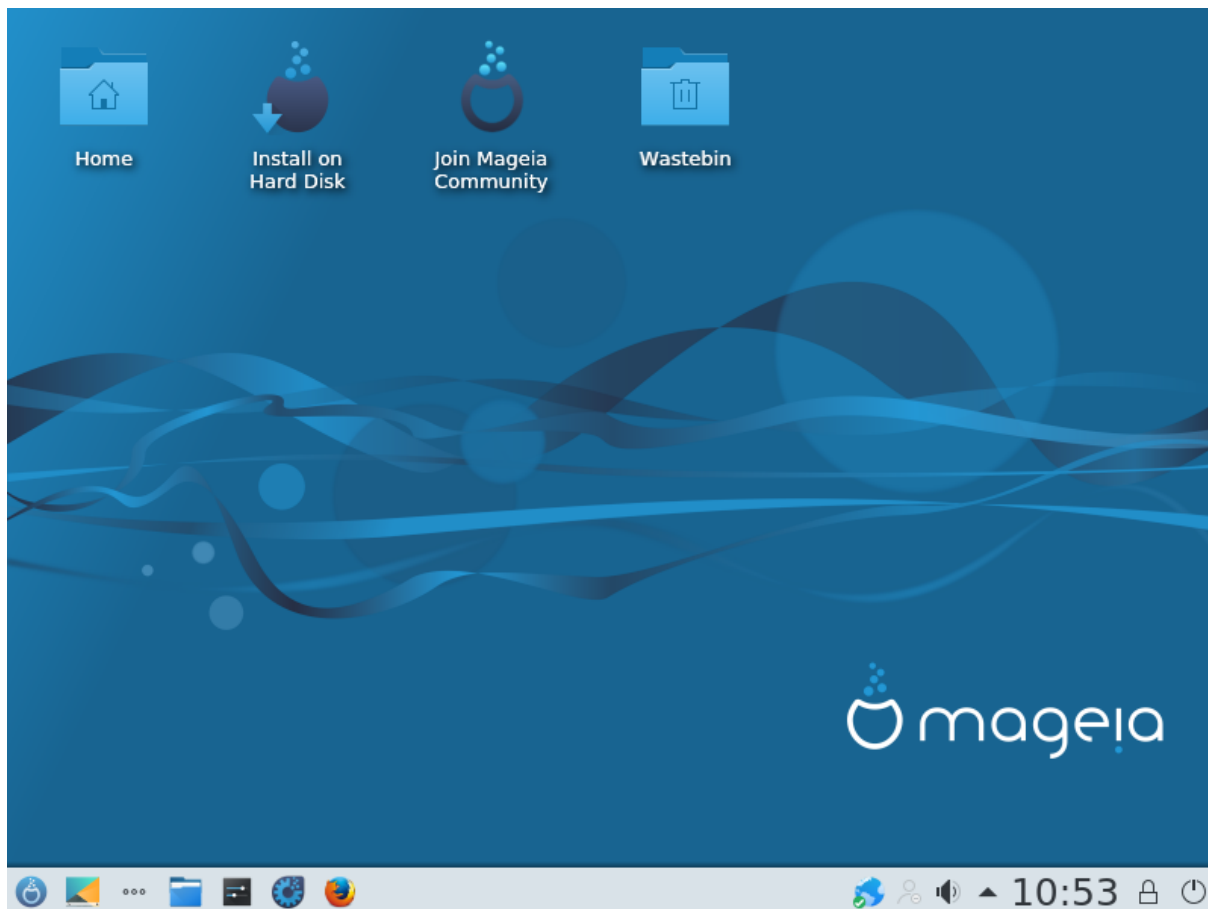 Home
Install on
Hard Disk
Join Mageia
Community
Wastebin
mageia
10:53